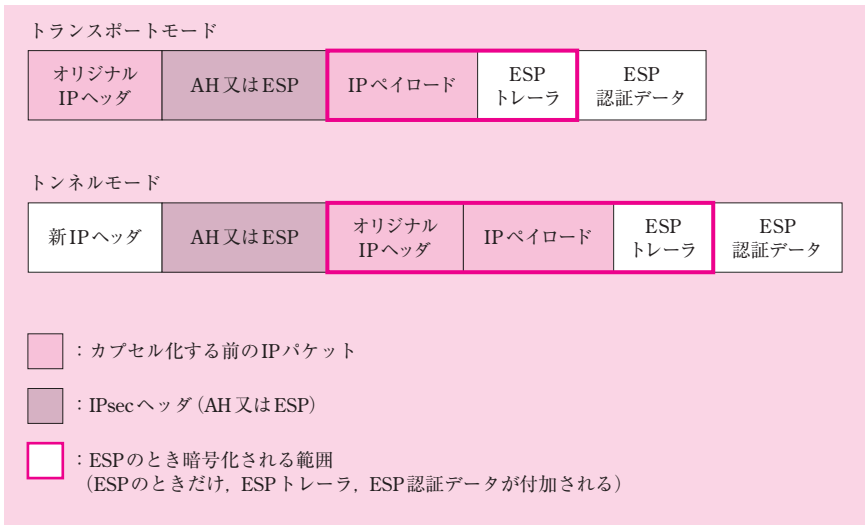 トランスポートモード
オリジナル
IPヘッダ
AH又はESP
IPペイロード
ESP
トレーラ
ESP
認証データ
トンネルモード
新IPヘッダ
AH又はESP
オリジナル
IPヘッダ
IPペイロード
ESP
トレーラ
ESP
認証データ
：カプセル化する前のIPパケット
：IPsecヘッダ(AH又はESP)
：ESPのとき暗号化される範囲
(ESPのときだけ，ESPトレーラ，ESP認証データが付加される)